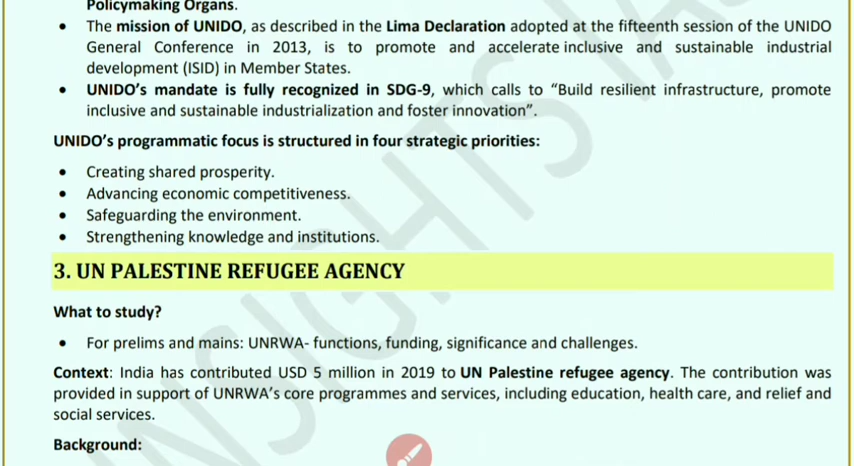 Policymaking Organs.
• The mission of UNIDO, as described in the Lima Declaration adopted at the fifteenth session of the UNIDO
General Conference in 2013, is to promote and accelerate inclusive and sustainable industrial
development (ISID) in Member States.
• UNIDO's mandate is fully recognized in SDG-9, which calls to "Build resilient infrastructure, promote
inclusive and sustainable industrialization and foster innovation".
UNIDO's programmatic focus is structured in four strategic priorities:
• Creating shared prosperity.
• Advancing economic competitiveness.
• Safeguarding the environment.
• Strengthening knowledge and institutions.
3. UN PALESTINE REFUGEE AGENCY
What to study?
• For prelims and mains: UNRWA- functions, funding, significance and challenges.
Context: India has contributed USD 5 million in 2019 to UN Palestine refugee agency. The contribution was
provided in support of UNRWA's core programmes and services, including education, health care, and relief and
social services.
Background:
INSIGHTS IAS